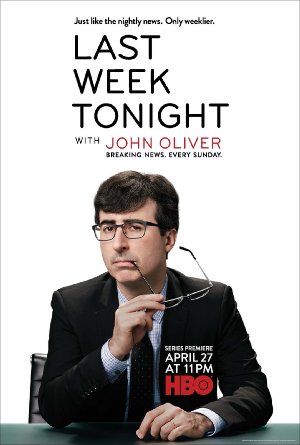 Just like the nightly news. Only weeklier.
LAST
WEEK
TONIGHT
WITH JOHN OLIVER
BREAKING NEWS. EVERY SUNDAY.
SERIES PREMIERE
APRIL 27
AT 11PM
HBO